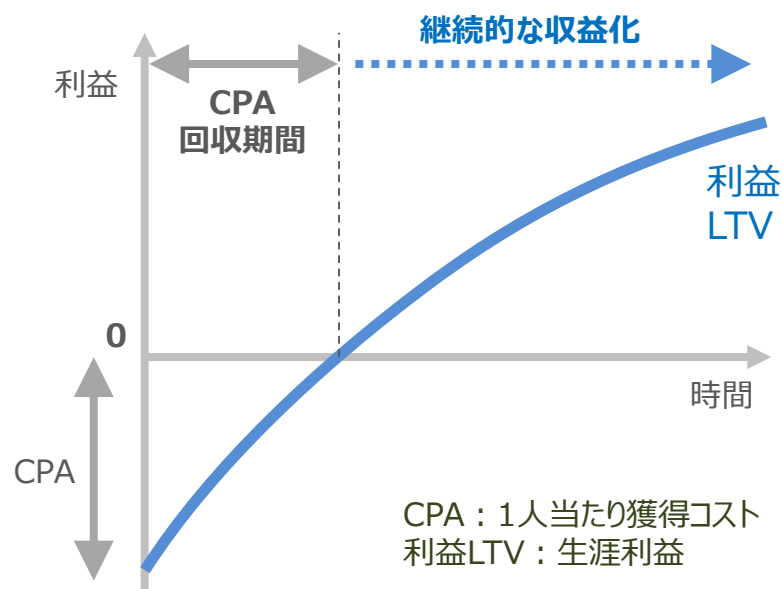 継続的な収益化
利益
CPA
回収期間
利益
LTV
0
時間
CPA
CPA：1人当たり獲得コスト
利益LTV：生涯利益